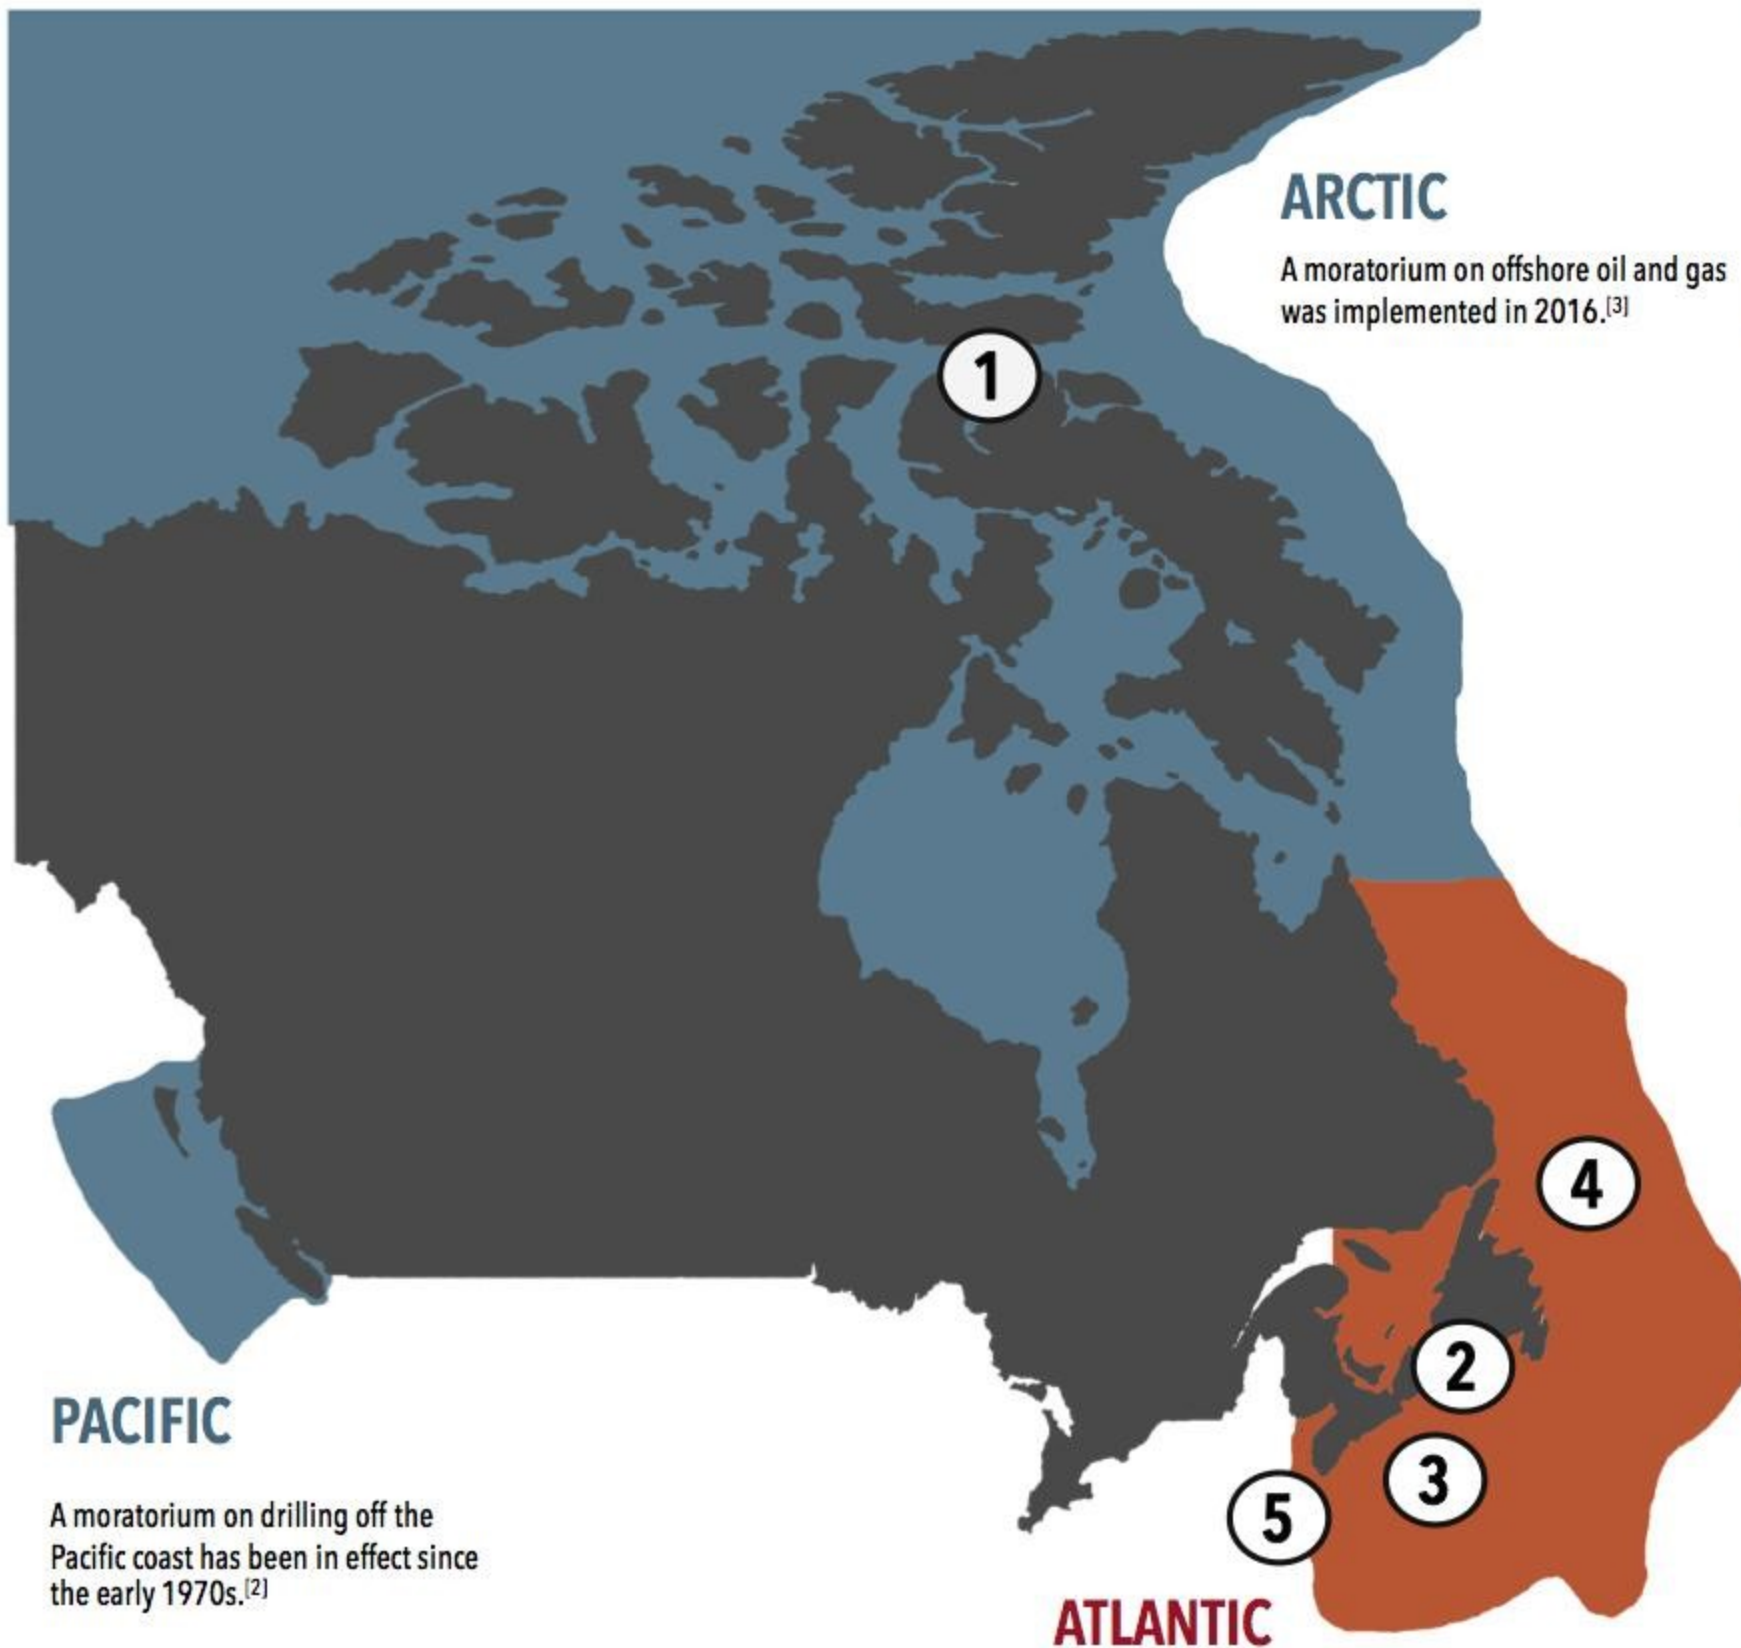 ARCTIC
A moratorium on offshore oil and gas
was implemented in 2016.[3]
1
4
2
3
5
PACIFIC
A moratorium on drilling off the
Pacific coast has been in effect since
the early 1970s.[2]
ATLANTIC